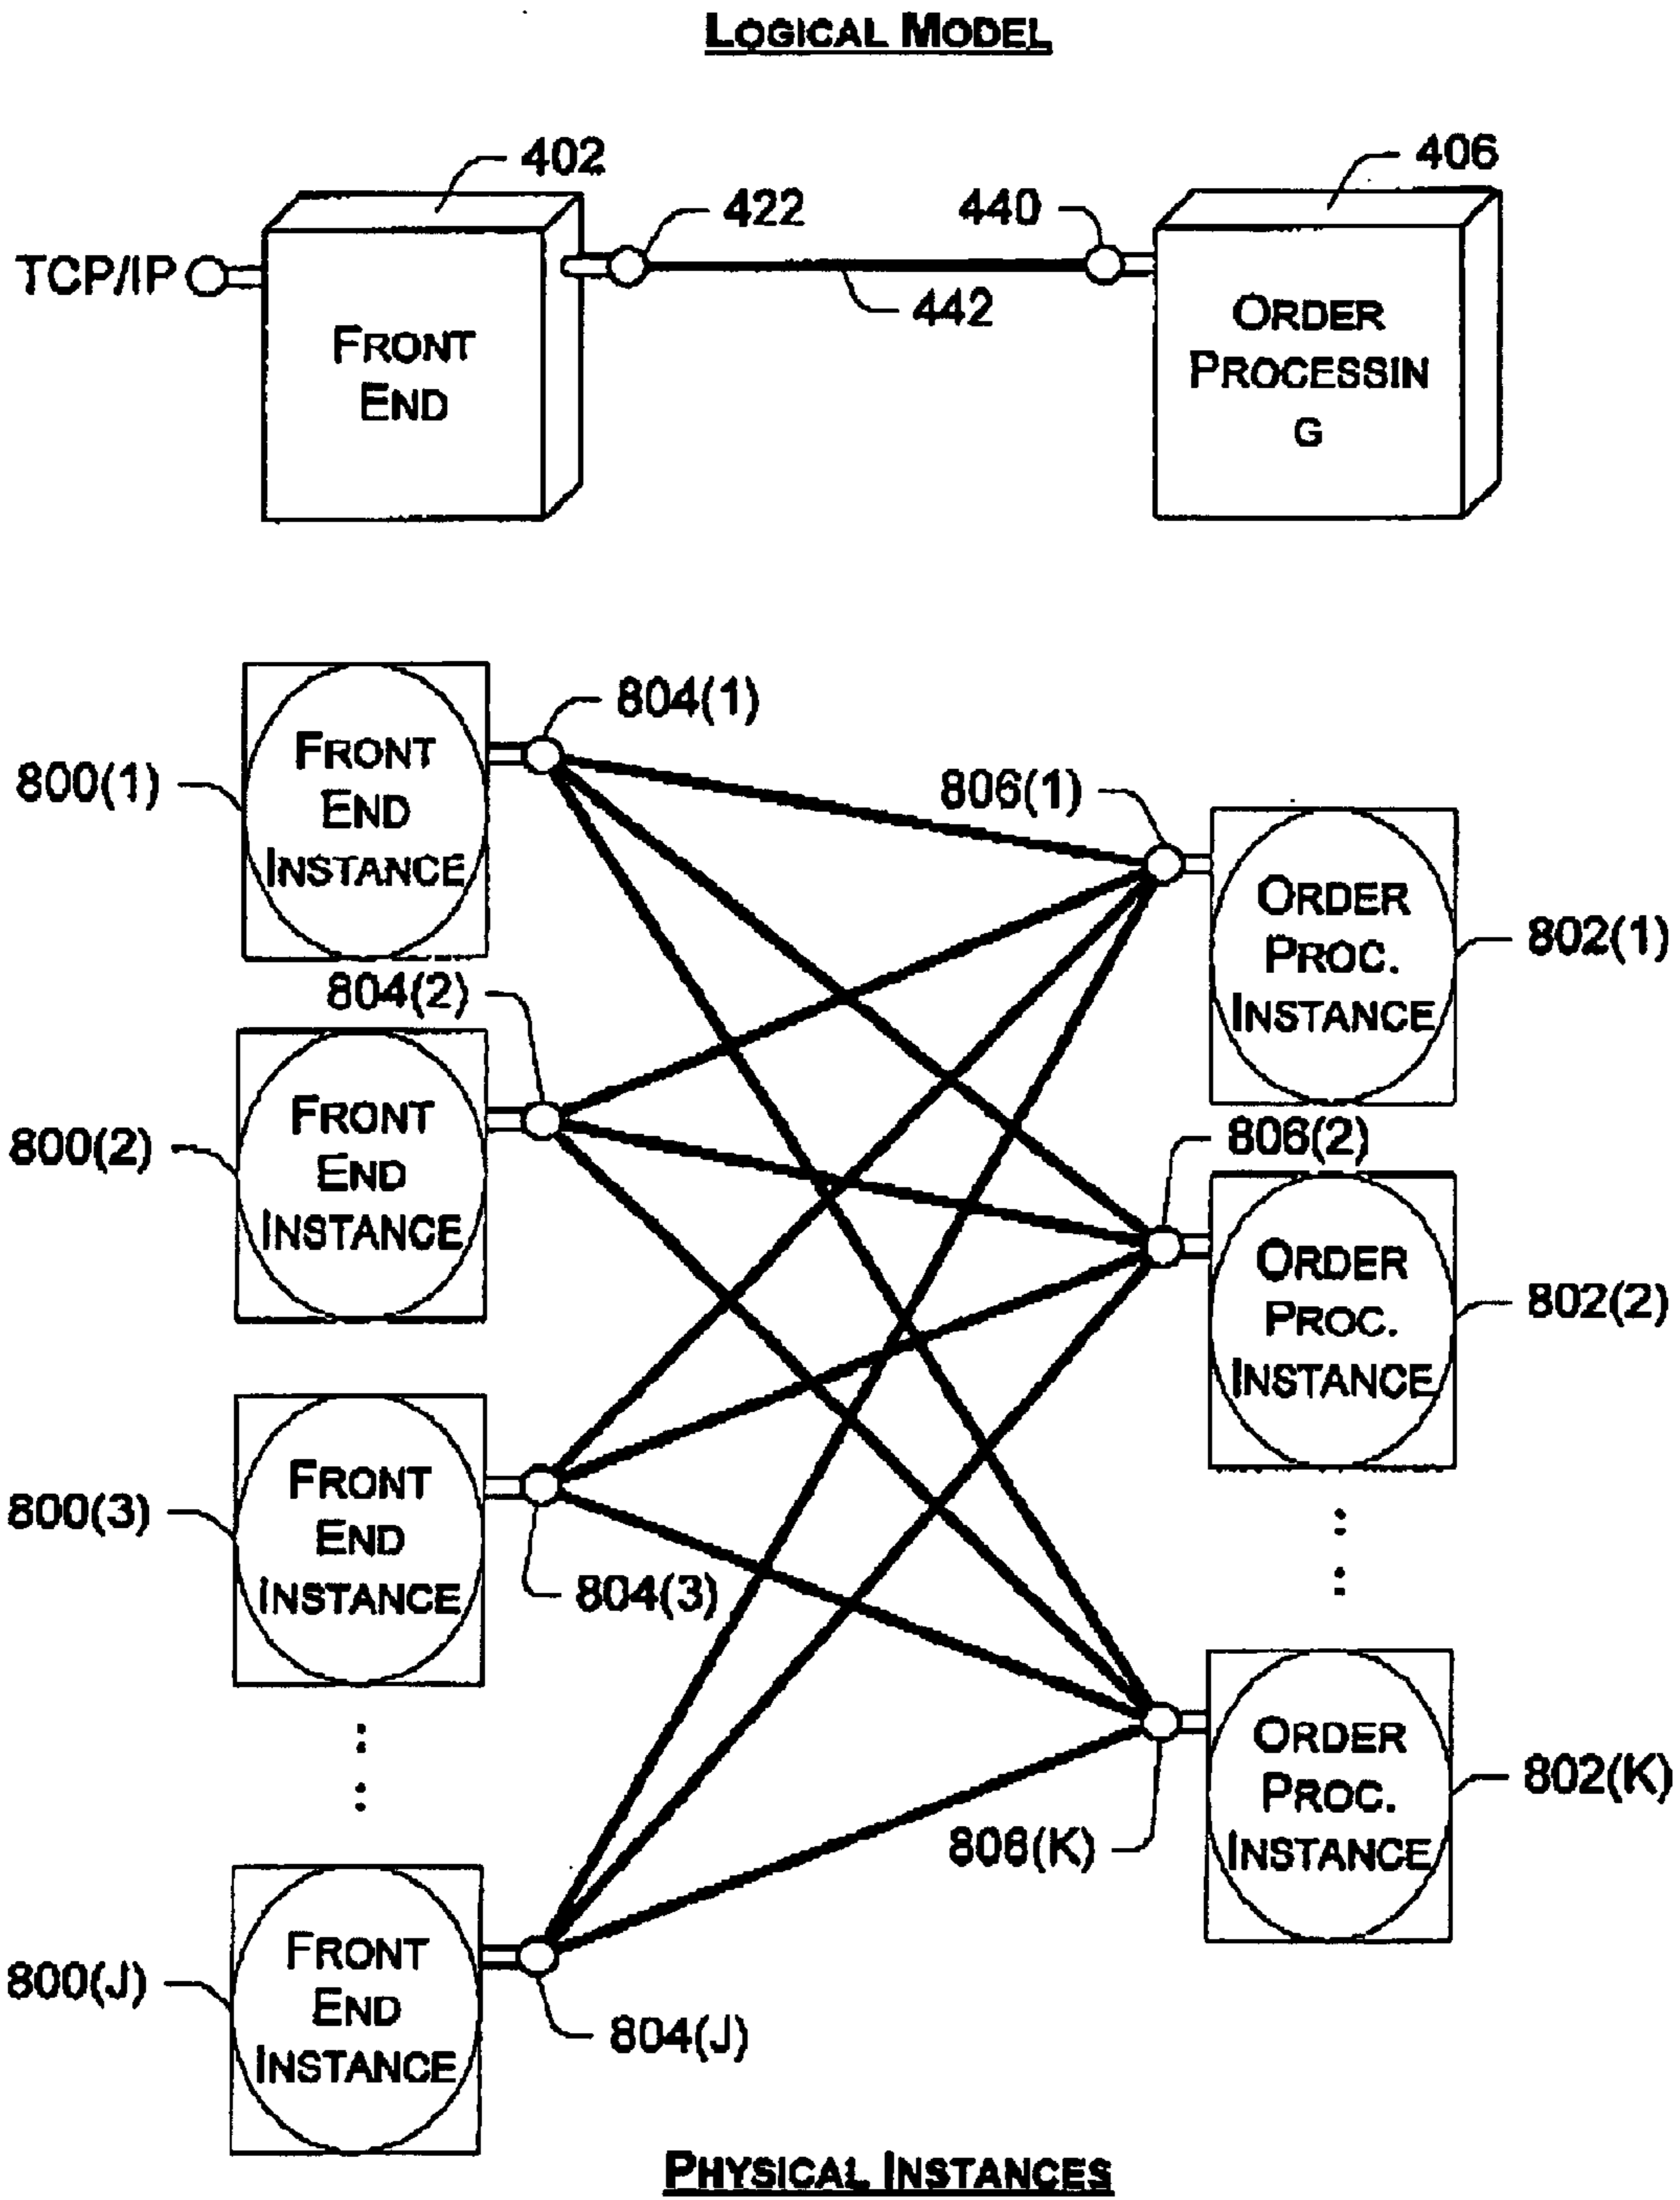 LOGICAL MODEL
402
406
422
440
TCP/IP
442
FRONT
END
ORDER
PROCESSIN
G
804(1)
800(1)
FRONT
END
INSTANCE
806(1)
ORDER
PROC.
INSTANCE
802(1)
804(2)
800(2)
FRONT
END
INSTANCE
806(2)
ORDER
PROC.
INSTANCE
802(2)
800(3)
FRONT
END
INSTANCE
804(3)
ORDER
PROC.
INSTANCE
802(K)
806(K)
800(J)
FRONT
END
INSTANCE
804(J)
PHYSICAL INSTANCES